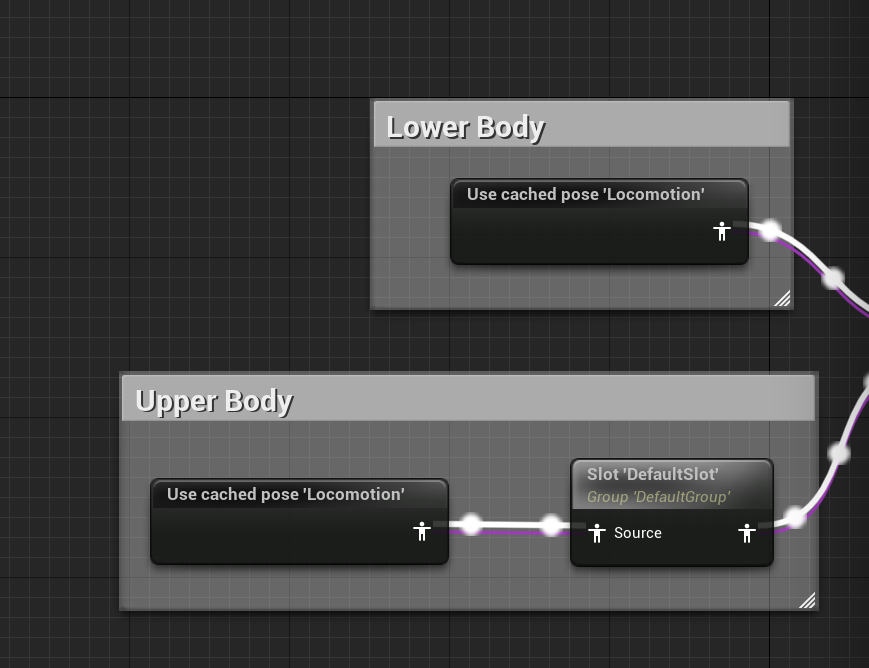 Lower Body
Use cached pose 'Locomotion'
Upper Body
Use cached pose 'Locomotion'
Slot 'DefaultSlot'
Group 'DefaultGroup'
Source